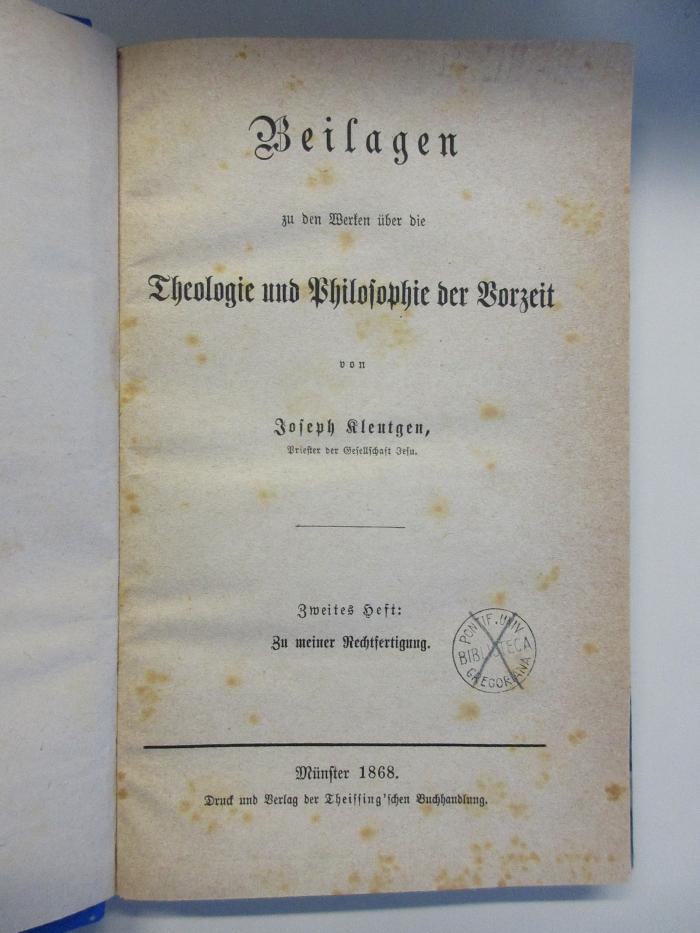 Beilagen
zu den Werken über die
Theologie und Philosophie der Vorzeit
von
Joseph Kleutgen,
Priester der Gesellschaft Jesu.
Zweites Heft:
Zu meiner Rechtfertigung.
PONTIF. UNIV.
BIBLIOTECA
GREGORIANA
Münster 1868.
Druck und Verlag der Theissing'schen Buchhandlung.